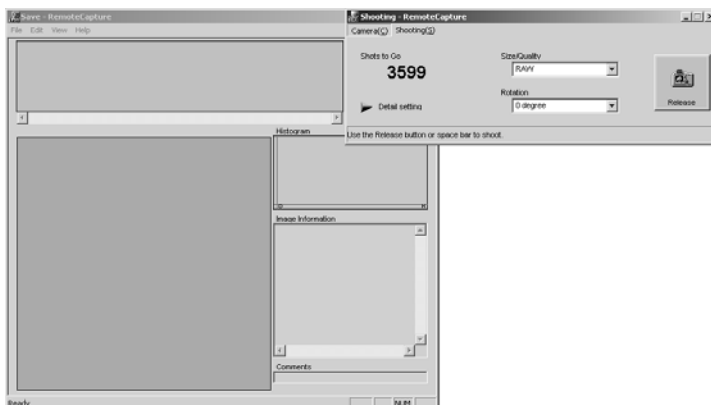 Save - RemoteCapture
File Edit View Help
Histogram
Image Information
Comments
Ready
NUM
Shooting - RemoteCapture
Camera(C) Shooting(S)
Shots to Go
3599
Detail setting
Size/Quality
RAW
Rotation
0 degree
Release
Use the Release button or space bar to shoot.